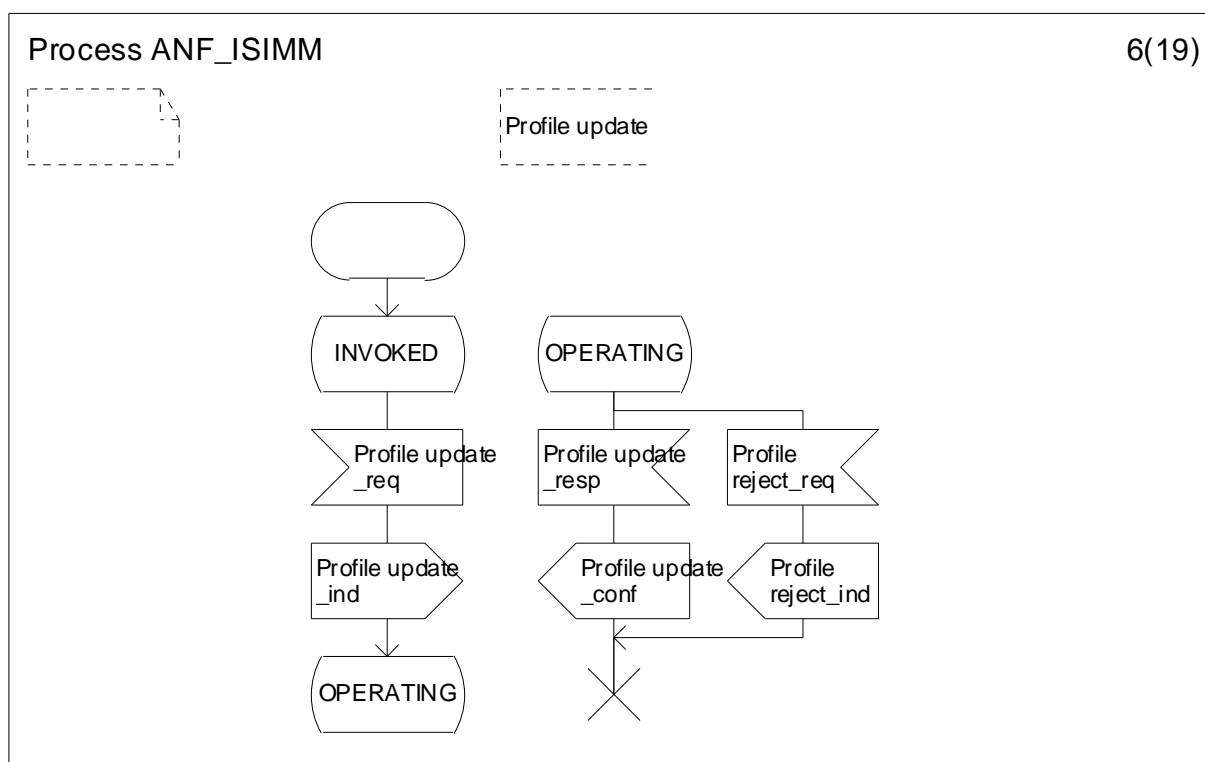 Process ANF_ISIMM
6(19)
Profile update
INVOKED
OPERATING
Profile update
_req
Profile update
_resp
Profile
reject_req
Profile update
_ind
Profile update
_conf
Profile
reject_ind
OPERATING